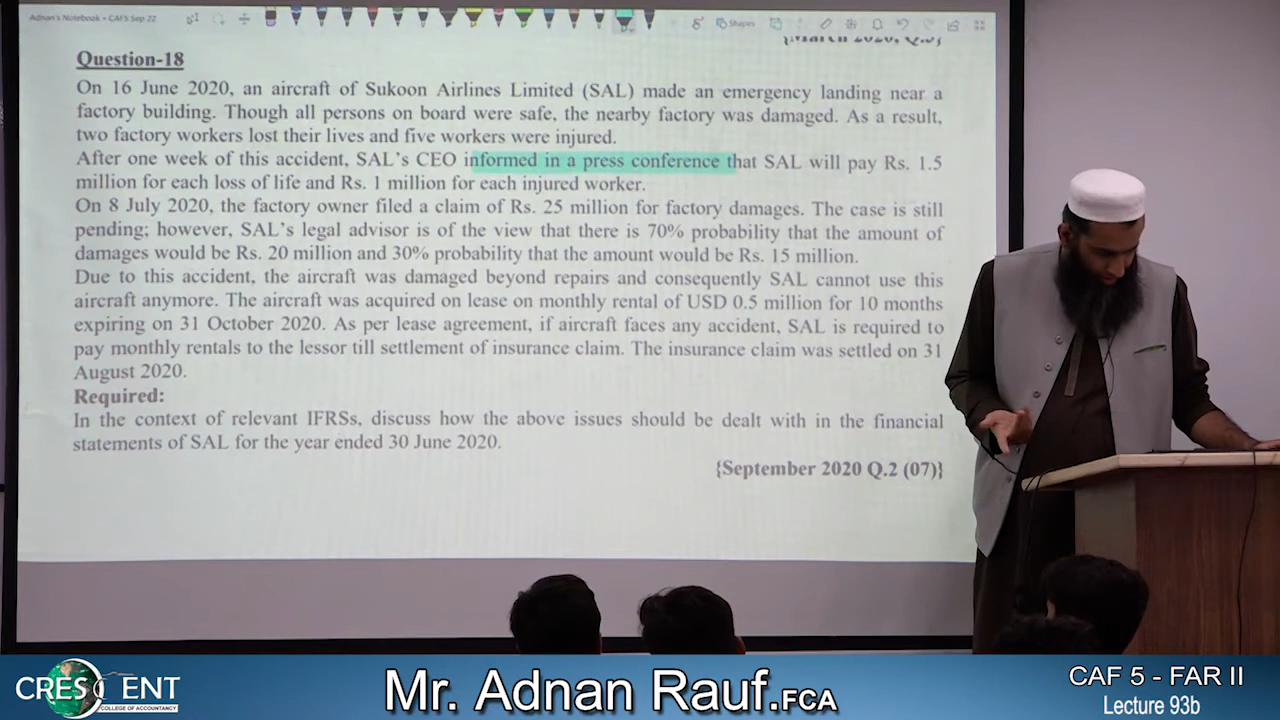 Adnan's Notebook - CAF5 Sep 22
Shapes
Question-18
On 16 June 2020, an aircraft of Sukoon Airlines Limited (SAL) made an emergency landing near a
factory building. Though all persons on board were safe, the nearby factory was damaged. As a result,
two factory workers lost their lives and five workers were injured.
After one week of this accident, SAL's CEO informed in a press conference that SAL will pay Rs. 1.5
million for each loss of life and Rs. 1 million for each injured worker.
On 8 July 2020, the factory owner filed a claim of Rs. 25 million for factory damages. The case is still
pending; however, SAL's legal advisor is of the view that there is 70% probability that the amount of
damages would be Rs. 20 million and 30% probability that the amount would be Rs. 15 million.
Due to this accident, the aircraft was damaged beyond repairs and consequently SAL cannot use this
aircraft anymore. The aircraft was acquired on lease on monthly rental of USD 0.5 million for 10 months
expiring on 31 October 2020. As per lease agreement, if aircraft faces any accident, SAL is required to
pay monthly rentals to the lessor till settlement of insurance claim. The insurance claim was settled on 31
August 2020.
Required:
In the context of relevant IFRSs, discuss how the above issues should be dealt with in the financial
statements of SAL for the year ended 30 June 2020.
{September 2020 Q.2 (07)}
CRESCENT
COLLEGE OF ACCOUNTANCY
Mr. Adnan Rauf.FCA
CAF 5 - FAR II
Lecture 93b